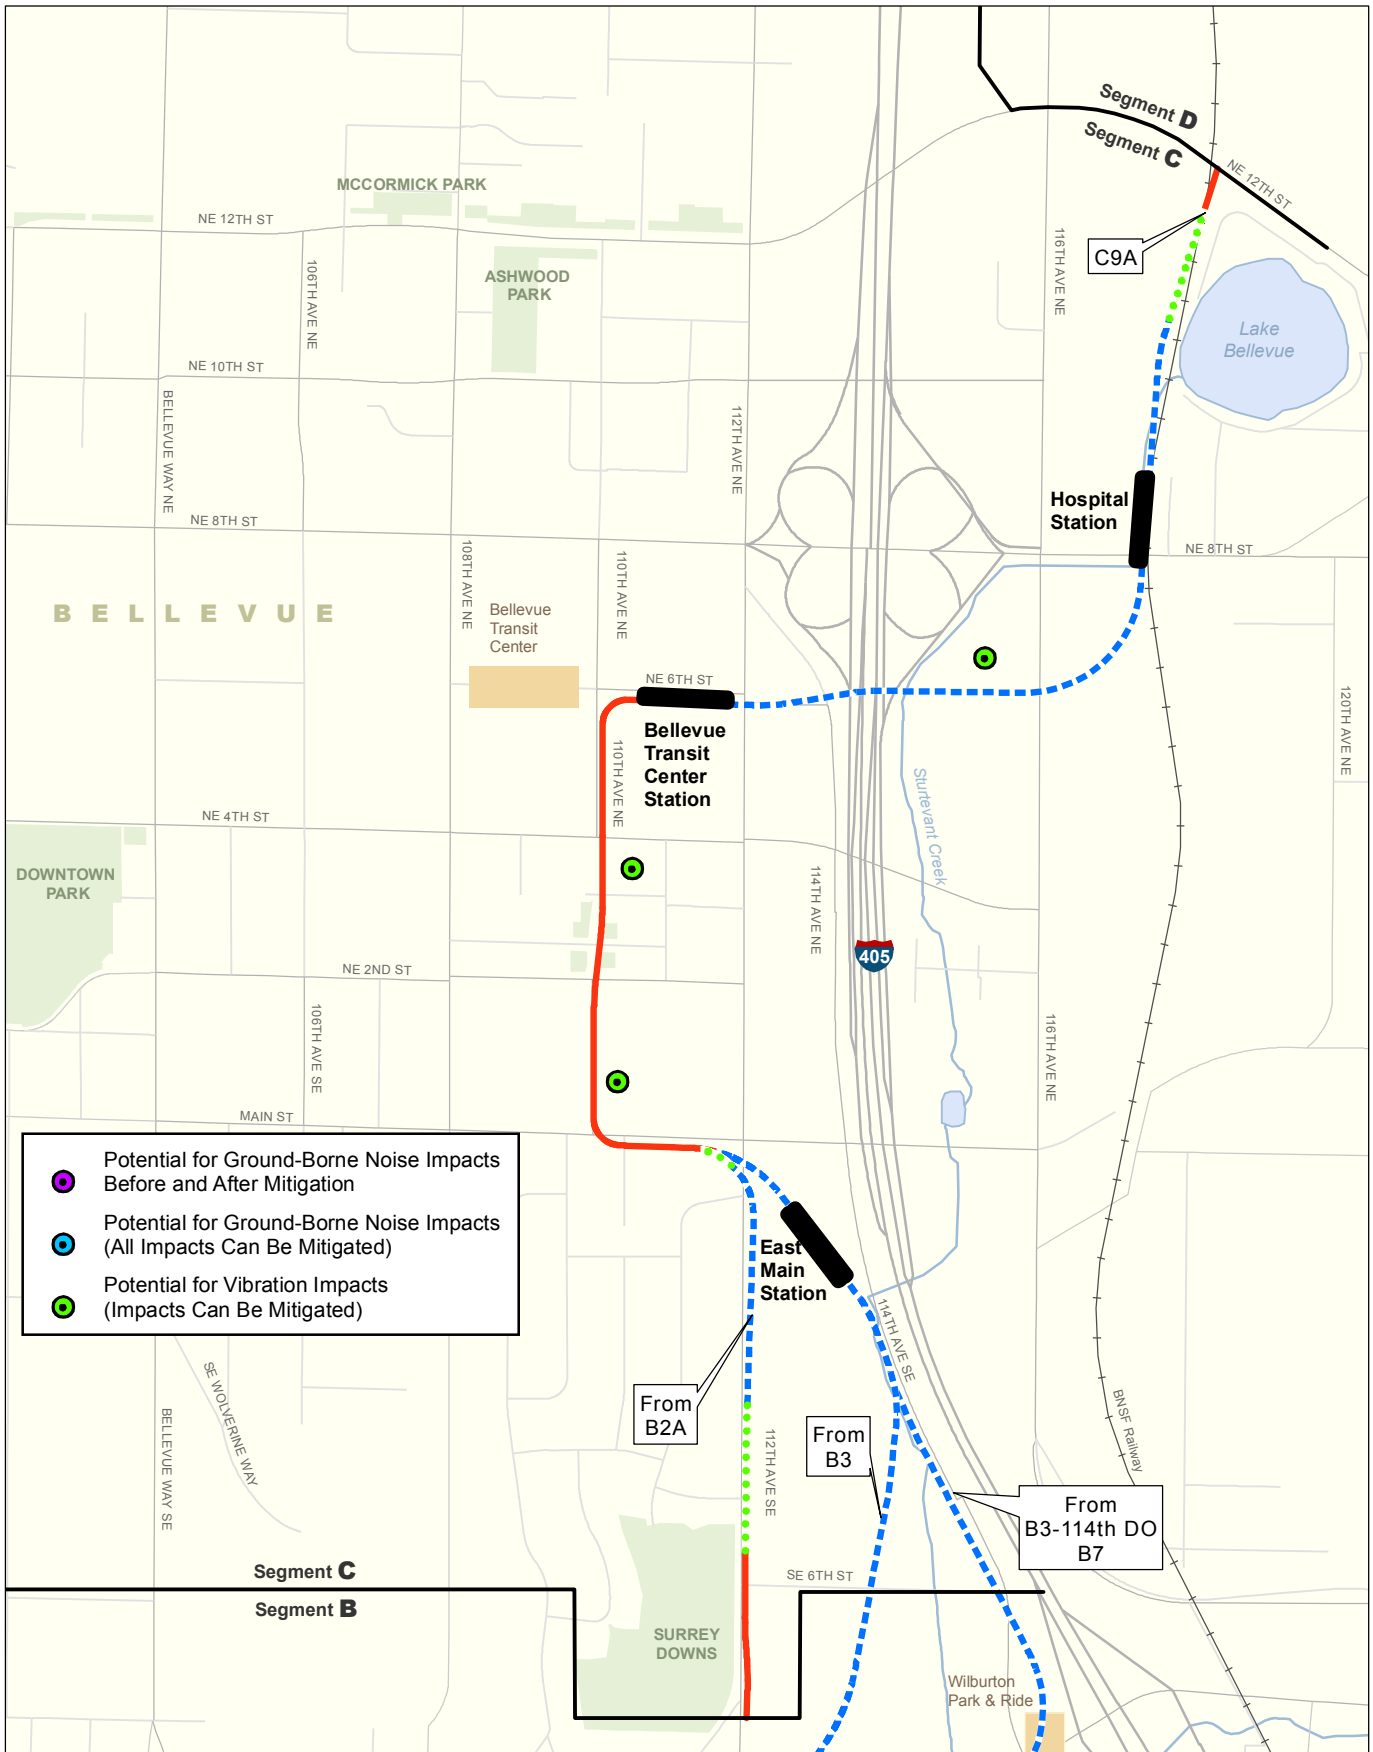 Segment D
Segment C
NE 12TH ST
MCCORMICK PARK
NE 12TH ST
C9A
116TH AVE NE
106TH AVE NE
ASHWOOD
PARK
Lake
Bellevue
NE 10TH ST
BELLEVUE WAY NE
112TH AVE NE
Hospital
Station
NE 8TH ST
NE 8TH ST
108TH AVE NE
110TH AVE NE
BELLEVUE
Bellevue
Transit
Center
NE 6TH ST
120TH AVE NE
Bellevue
Transit
Center
Station
110TH AVE NE
Sturtevant Creek
NE 4TH ST
DOWNTOWN
PARK
114TH AVE NE
405
NE 2ND ST
106TH AVE SE
116TH AVE NE
MAIN ST
Potential for Ground-Borne Noise Impacts
Before and After Mitigation
Potential for Ground-Borne Noise Impacts
(All Impacts Can Be Mitigated)
Potential for Vibration Impacts
(Impacts Can Be Mitigated)
East
Main
Station
114TH AVE SE
SE WOLVERINE WAY
From
B2A
BELLEVUE WAY SE
112TH AVE SE
From
B3
BNSF Railway
From
B3-114th DO
B7
Segment C
Segment B
SE 6TH ST
SURREY
DOWNS
Wilburton
Park & Ride